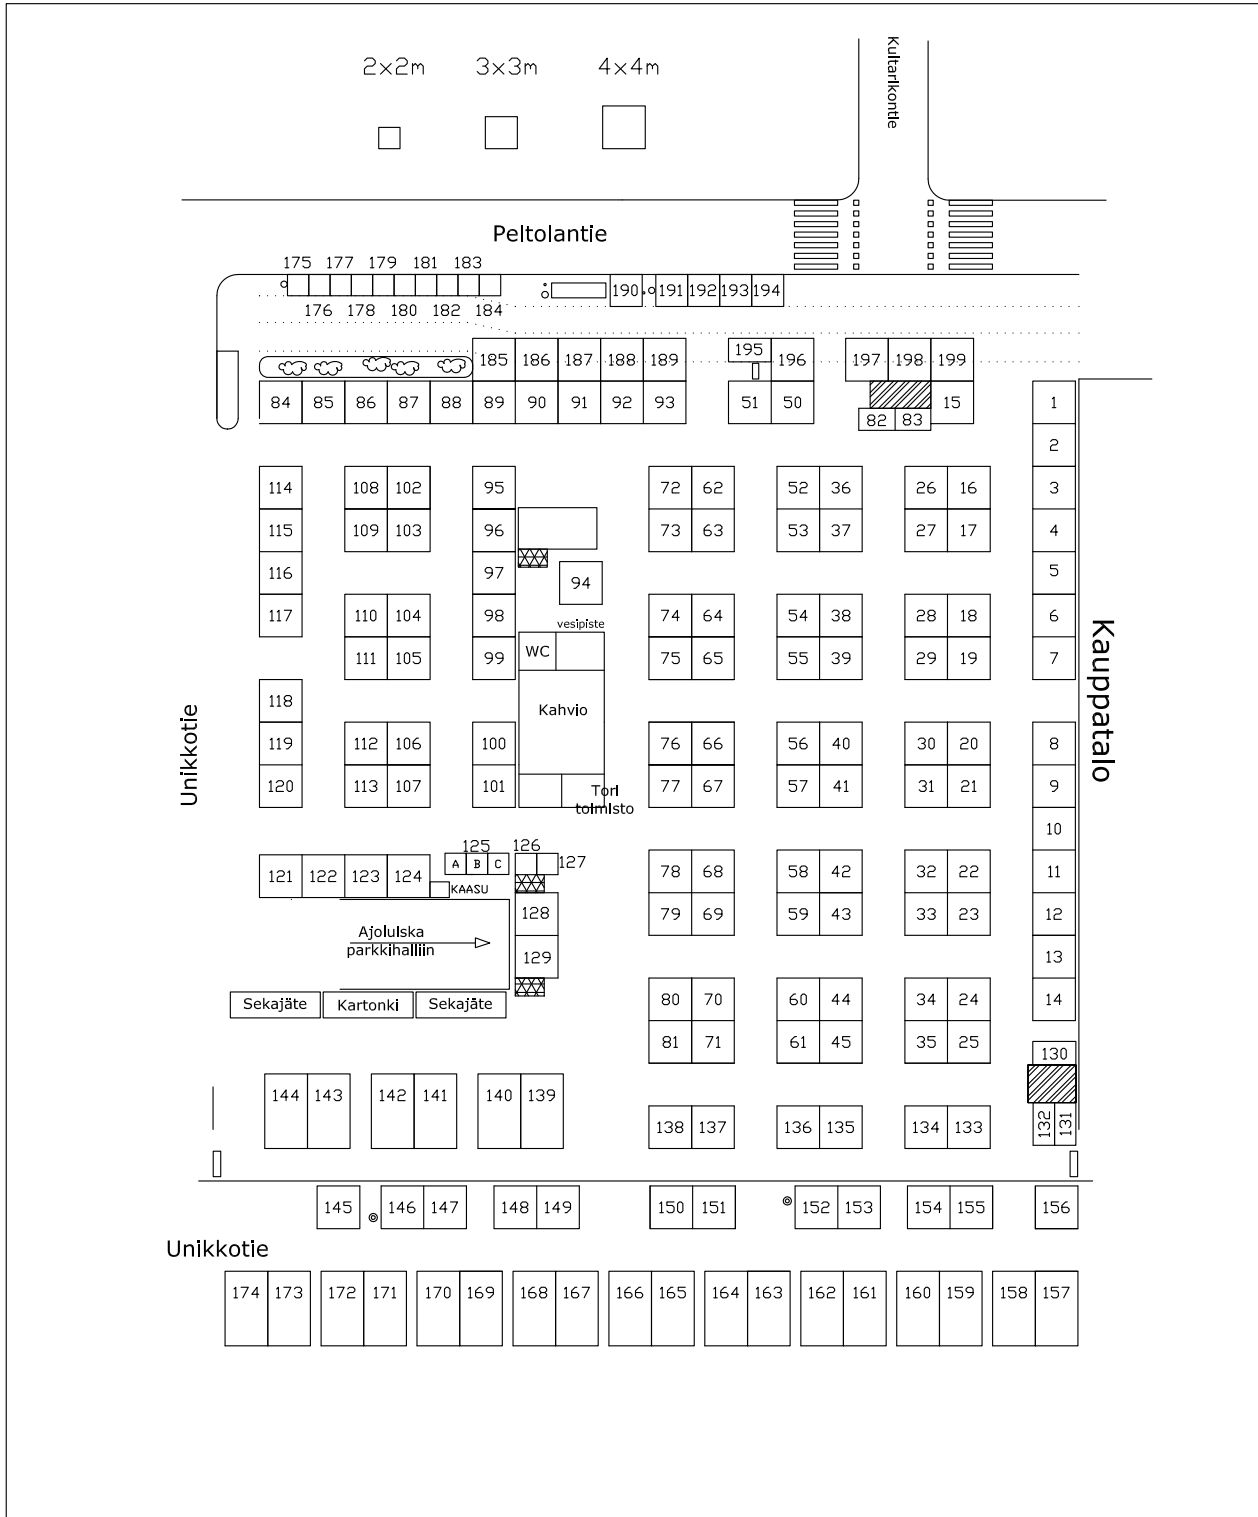 2x2m 3x3m 4x4m
Kultarikontie
Peltolantie
175 177 179 181 183
176 178 180 182 184
190 191 192 193 194
185 186 187 188 189 195 196 197 198 199
84 85 86 87 88 89 90 91 92 93 51 50 15 1
82 83
2
114 108 102 95 72 62 52 36 26 16 3
115 109 103 96 73 63 53 37 27 17 4
116 97 5
94
117 110 104 98 74 64 54 38 28 18 6
vesipiste
111 105 99 WC 75 65 55 39 29 19 7
Kauppatalo
118
Kahvio
Unikkotie
119 112 106 100 76 66 56 40 30 20 8
120 113 107 101 77 67 57 41 31 21 9
Tori
toimisto
10
125 126
A B C 127
121 122 123 124 78 68 58 42 32 22 11
KAASU
128 79 69 59 43 33 23 12
Ajoluiska
parkkihalliin
129 13
Sekajäte Kartonki Sekajäte 80 70 60 44 34 24 14
81 71 61 45 35 25
130
144 143 142 141 140 139
138 137 136 135 134 133 132 131
145 146 147 148 149 150 151 152 153 154 155 156
Unikkotie
174 173 172 171 170 169 168 167 166 165 164 163 162 161 160 159 158 157